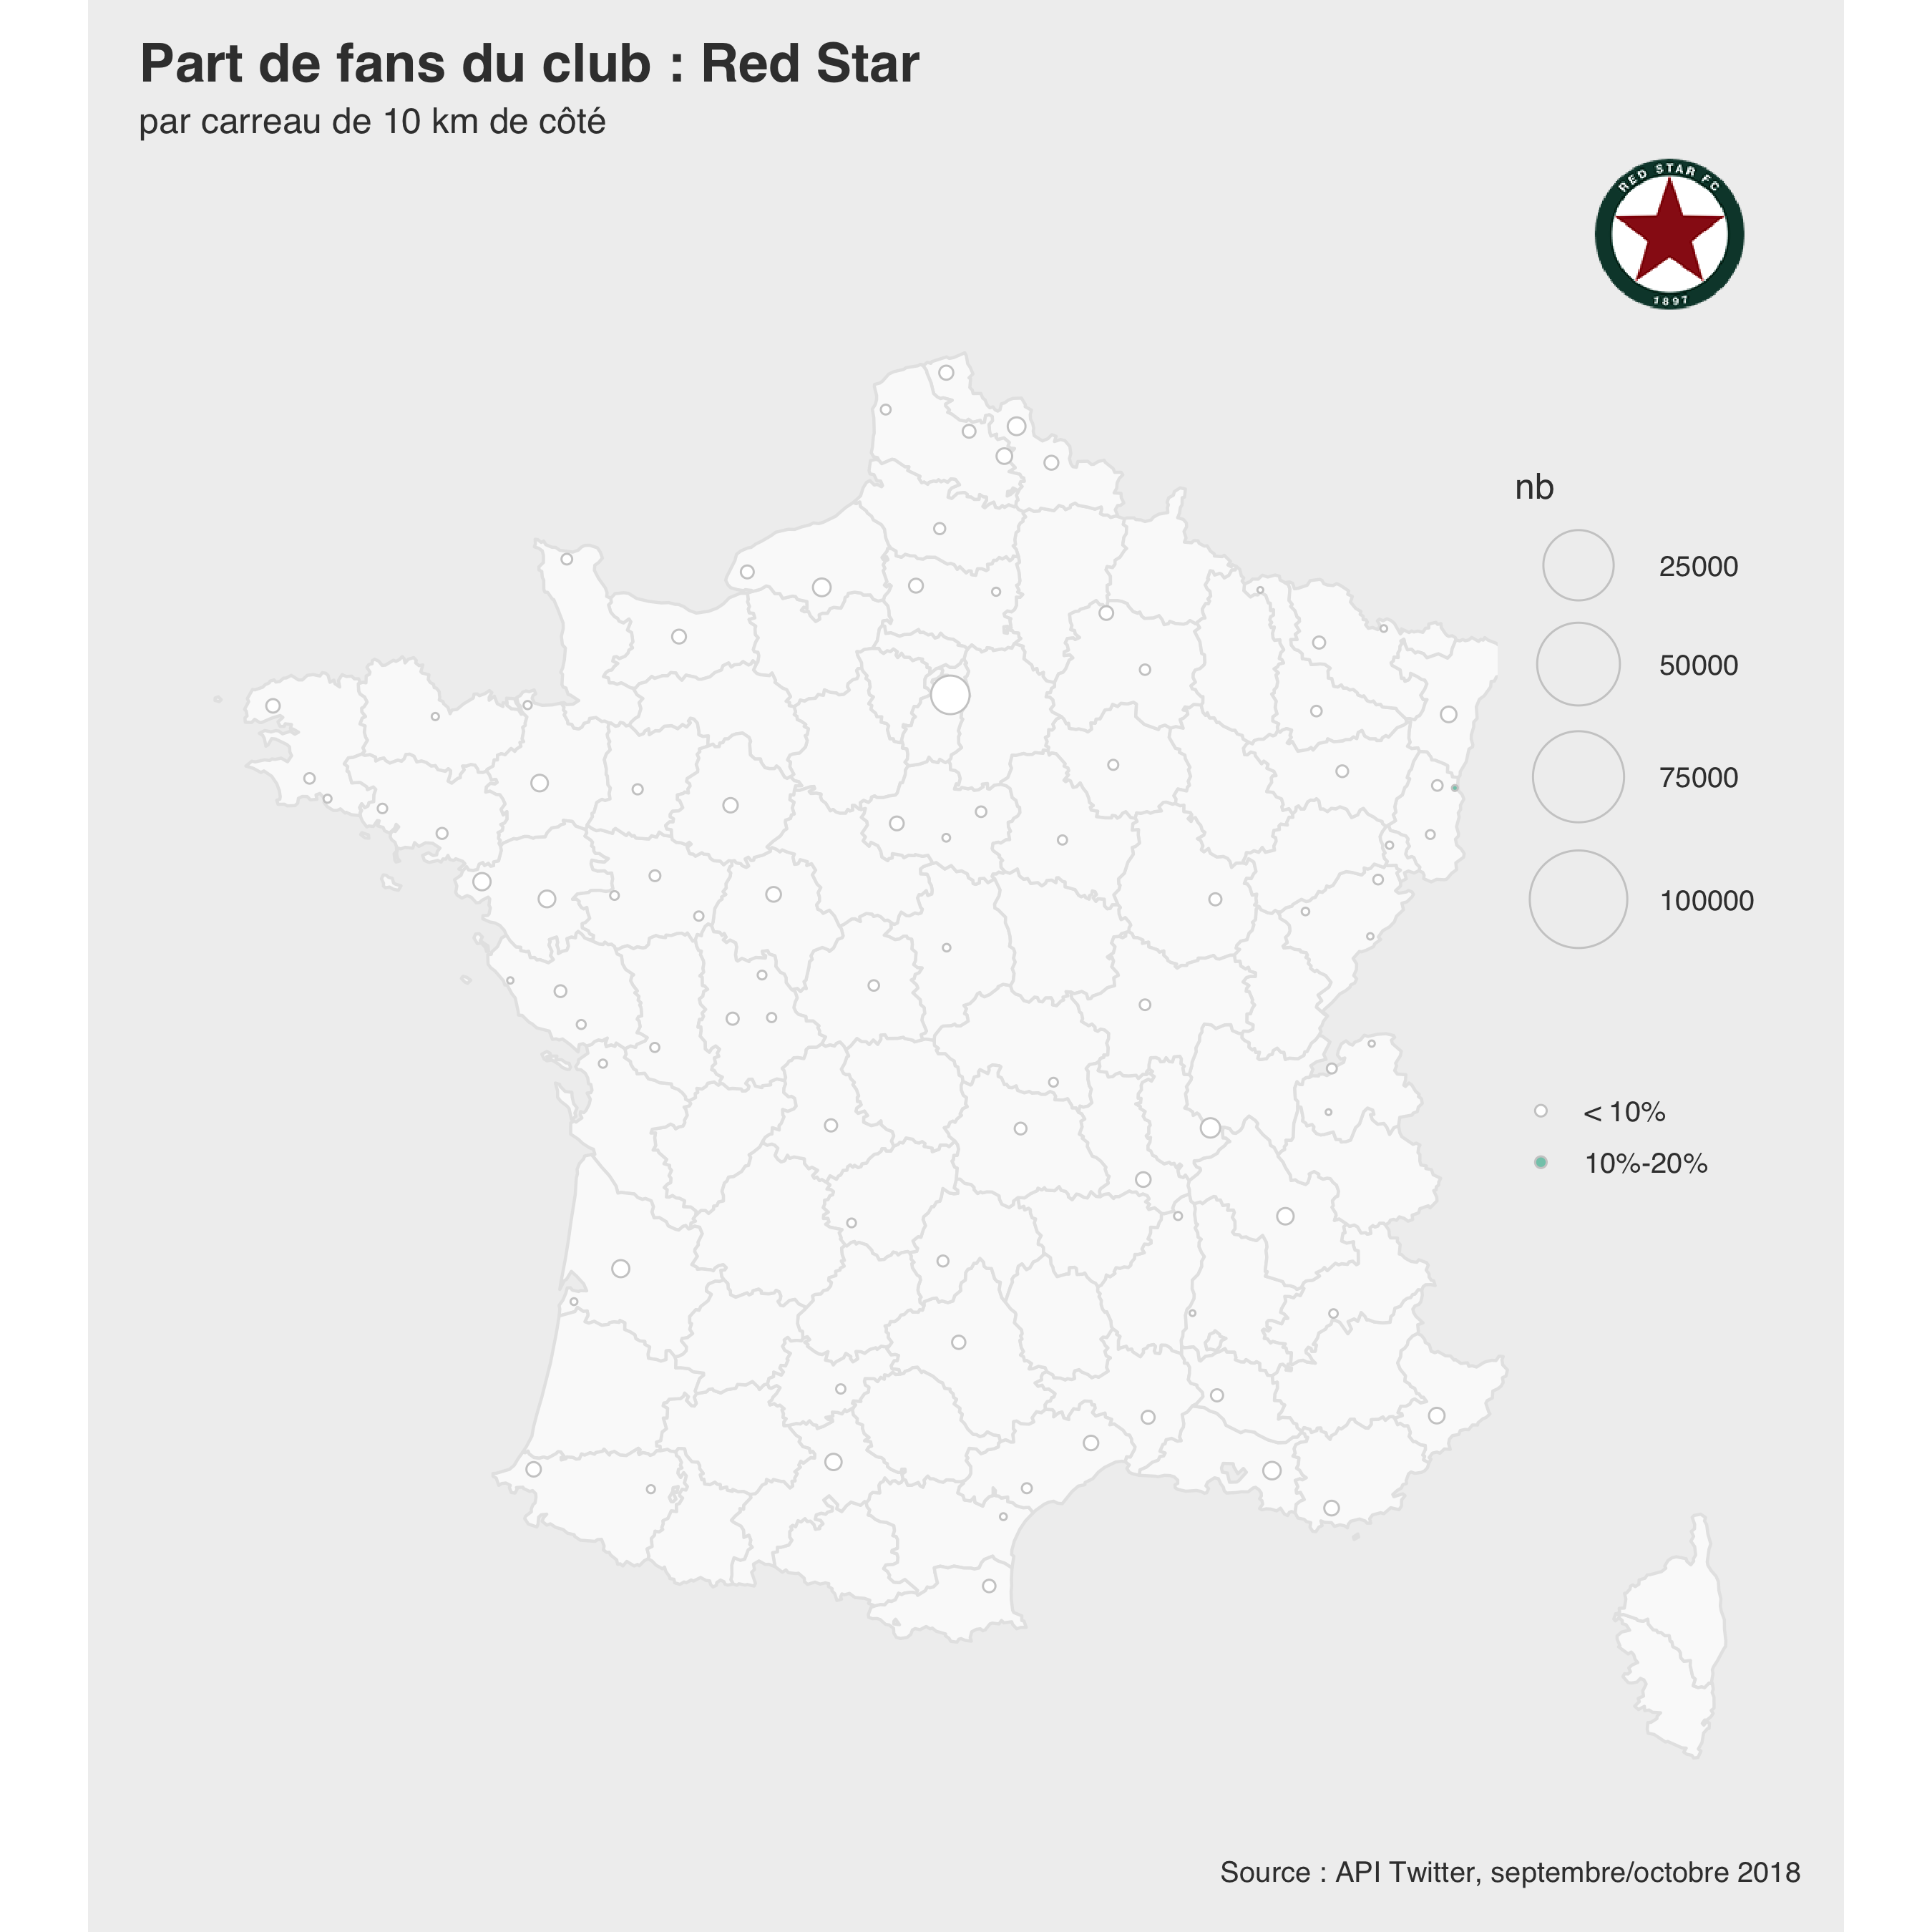 Part de fans du club : Red Star
par carreau de 10 km de côté
RED STAR FC
1897
nb
25000
50000
75000
100000
< 10%
10%-20%
Source : API Twitter, septembre/octobre 2018